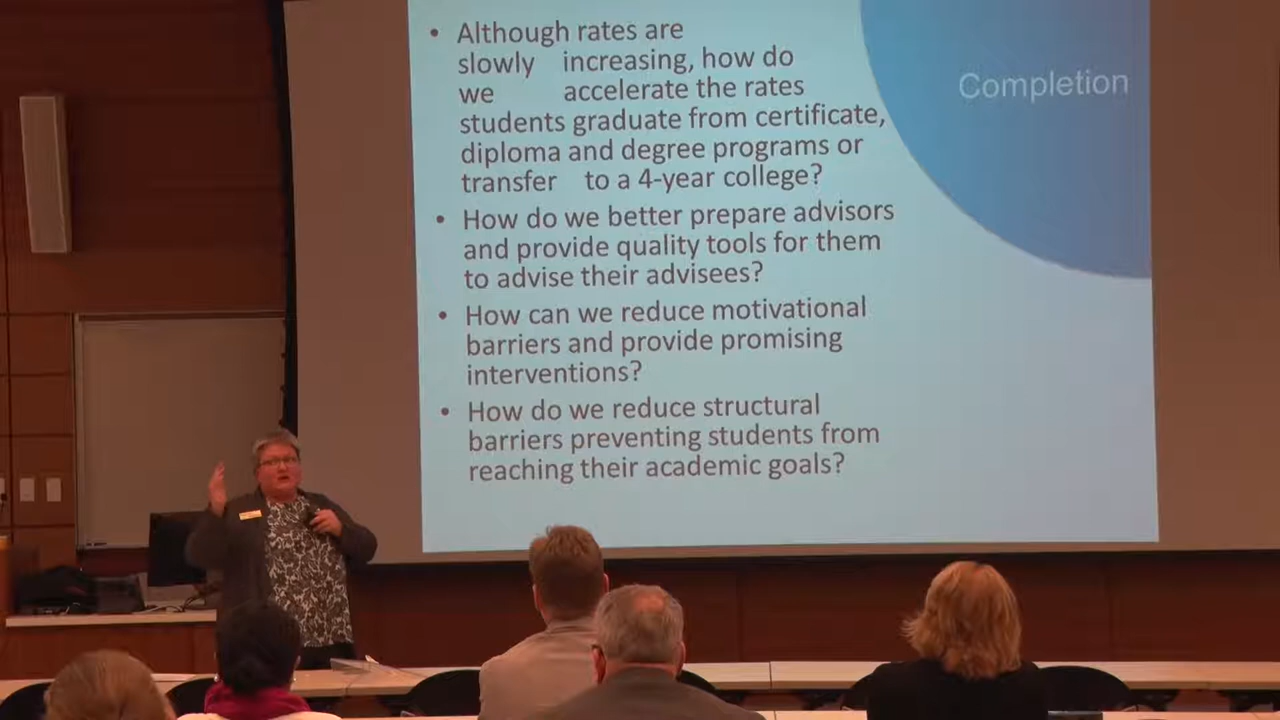 • Although rates are
slowly increasing, how do
we accelerate the rates
students graduate from certificate,
diploma and degree programs or
transfer to a 4-year college?
• How do we better prepare advisors
and provide quality tools for them
to advise their advisees?
• How can we reduce motivational
barriers and provide promising
interventions?
• How do we reduce structural
barriers preventing students from
reaching their academic goals?
Completion